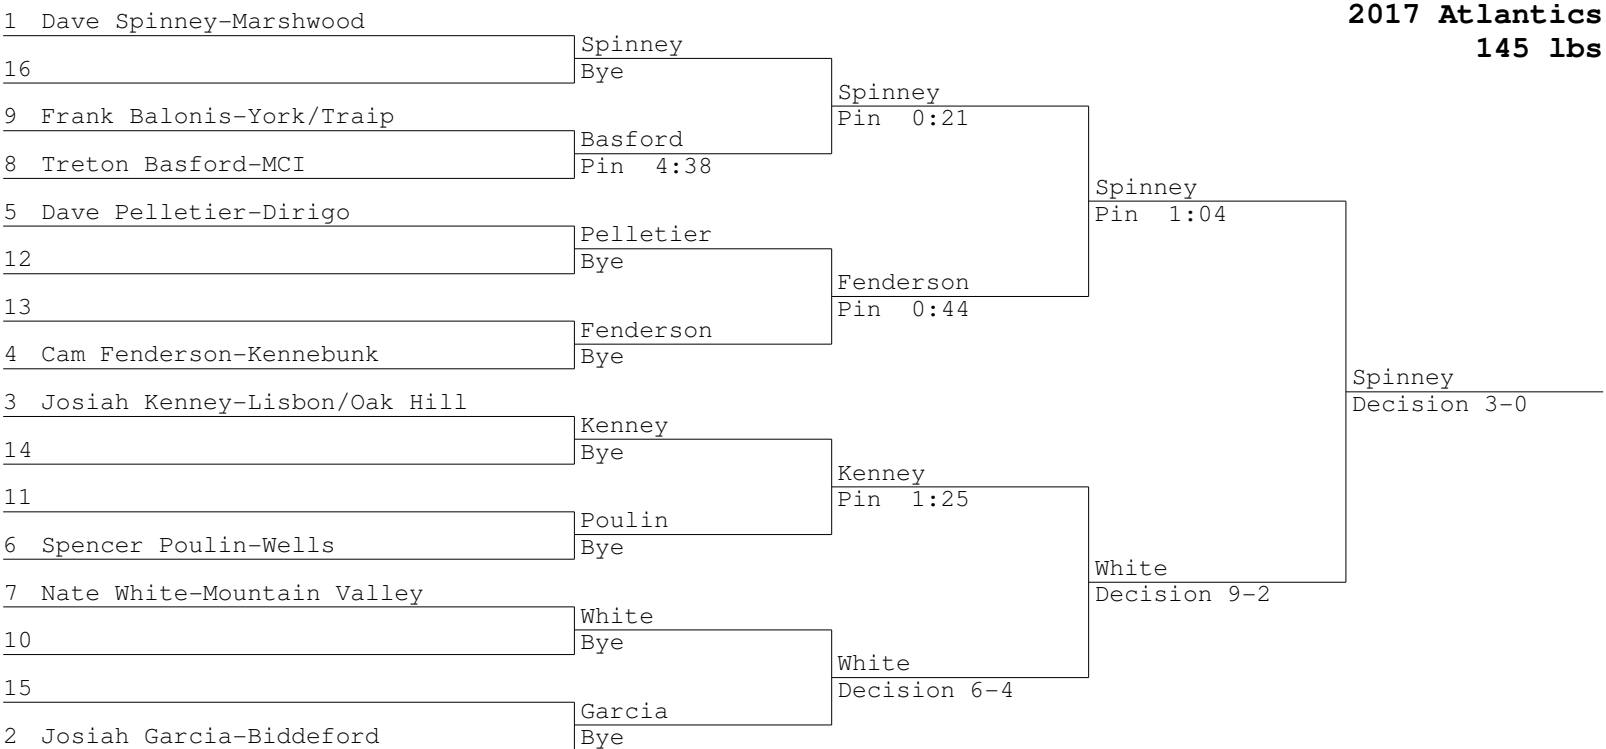 2017 Atlantics
145 lbs
1 Dave Spinney-Marshwood
16
9 Frank Balonis-York/Traip
8 Treton Basford-MCI
5 Dave Pelletier-Dirigo
12
13
4 Cam Fenderson-Kennebunk
3 Josiah Kenney-Lisbon/Oak Hill
14
11
6 Spencer Poulin-Wells
7 Nate White-Mountain Valley
10
15
2 Josiah Garcia-Biddeford
Spinney
Bye
Basford
Pin 4:38
Pelletier
Bye
Fenderson
Bye
Kenney
Bye
Poulin
Bye
White
Bye
Garcia
Bye
Spinney
Pin 0:21
Fenderson
Pin 0:44
Kenney
Pin 1:25
White
Decision 6-4
Spinney
Pin 1:04
White
Decision 9-2
Spinney
Decision 3-0